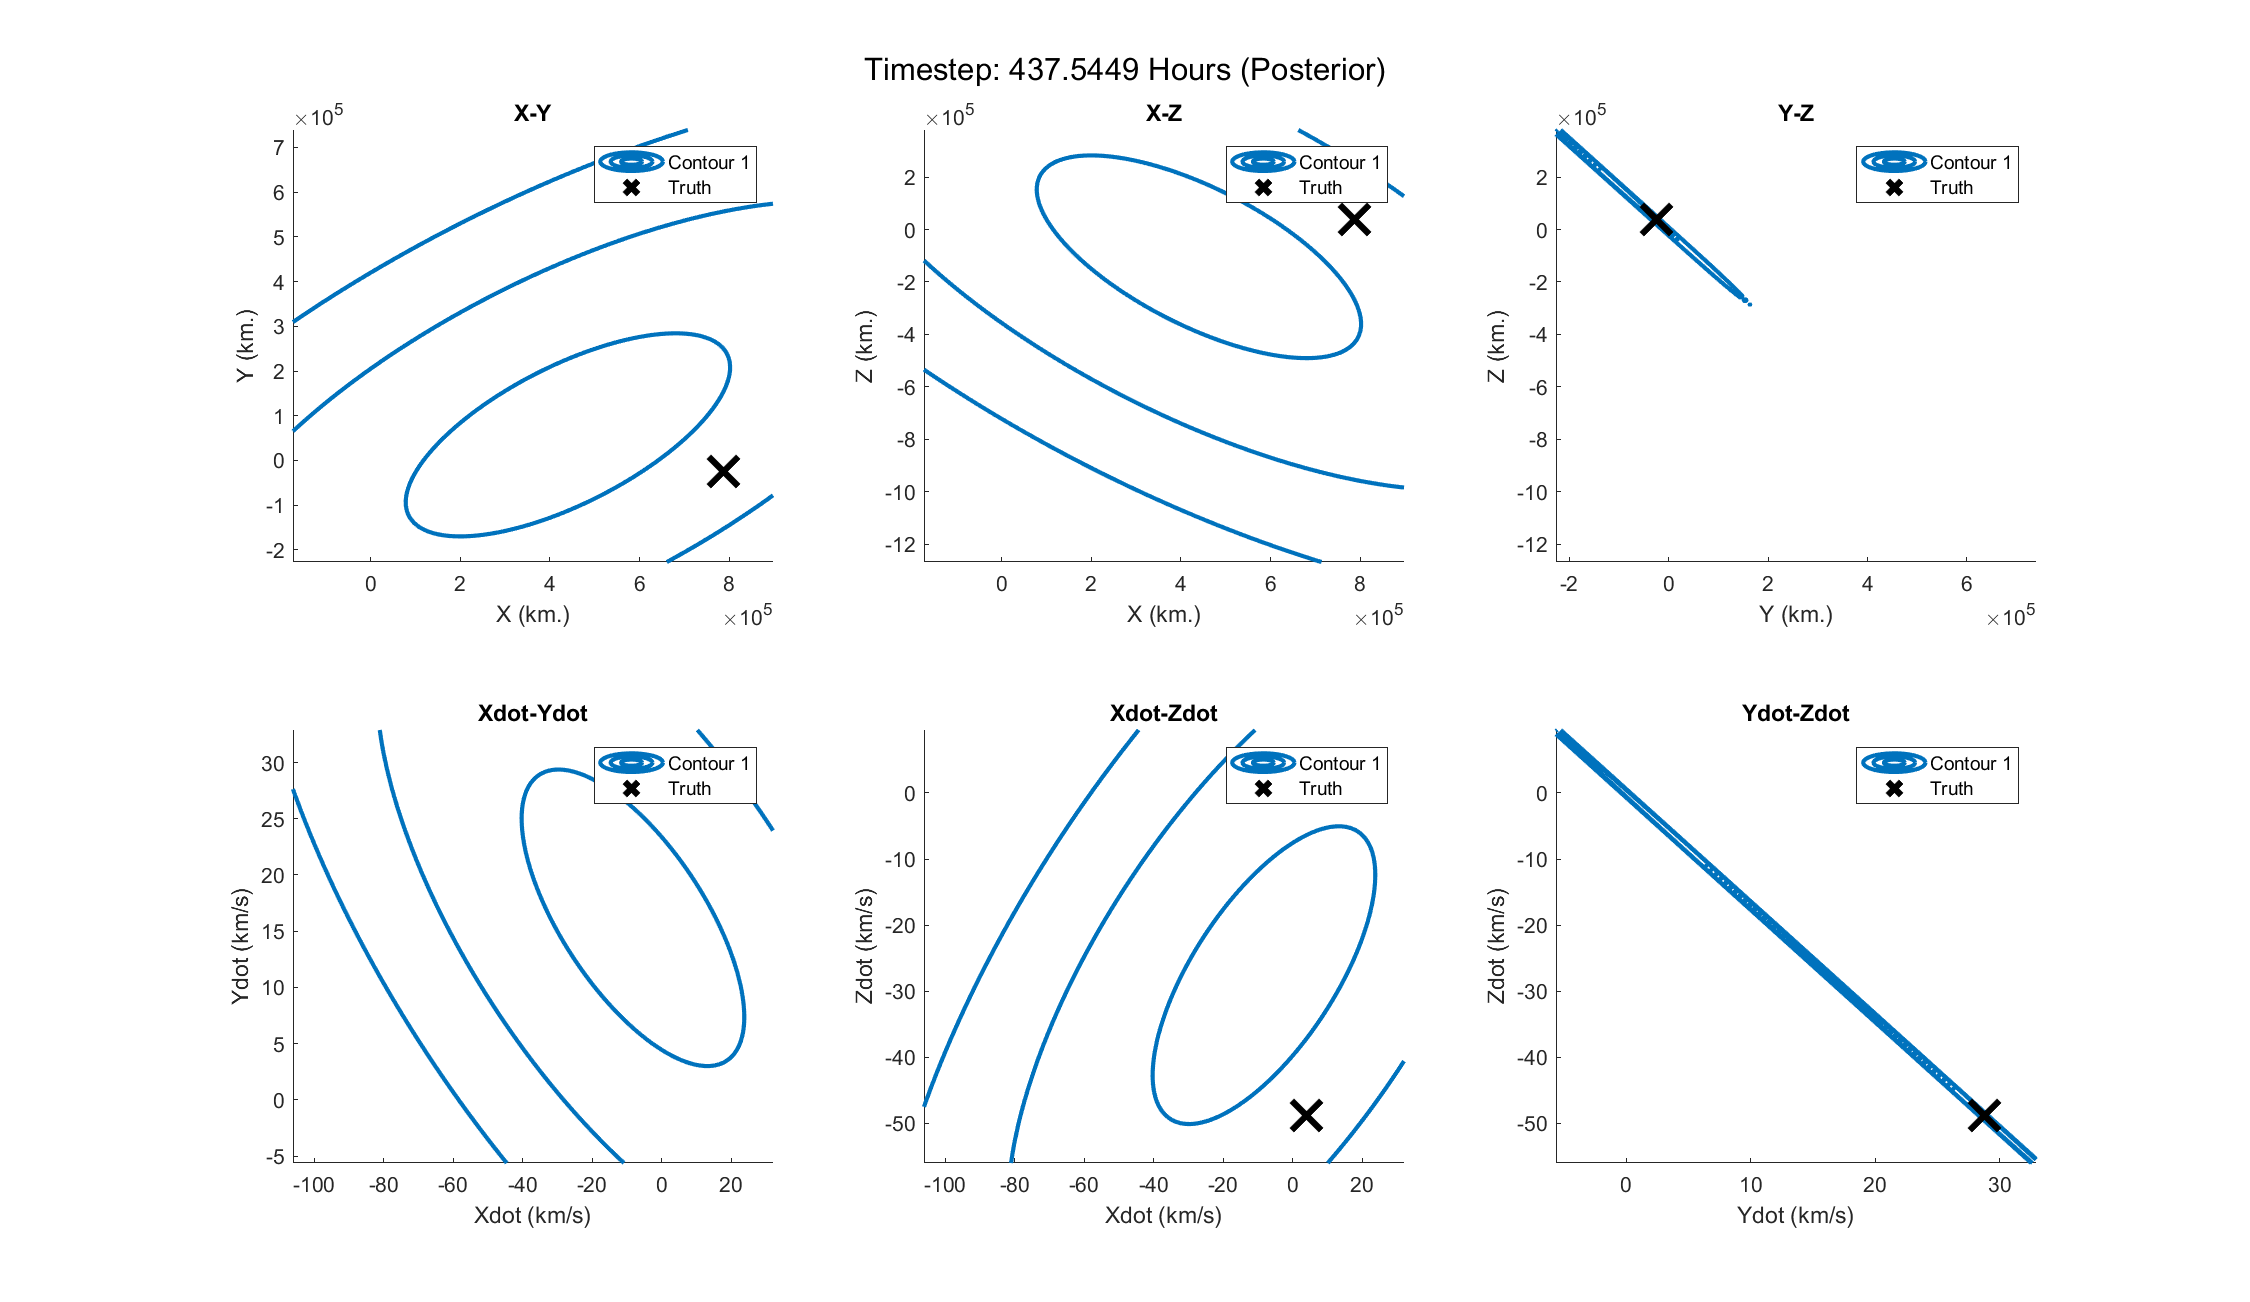 Timestep: 437.5449 Hours (Posterior)
X-Y
×10^5
7
6
5
4
3
2
1
0
-1
-2
Y (km.)
0 2 4 6 8
X (km.)
×10^5
Contour 1
Truth
X-Z
×10^5
2
0
-2
-4
-6
-8
-10
-12
Z (km.)
0 2 4 6 8
X (km.)
×10^5
Contour 1
Truth
Y-Z
×10^5
2
0
-2
-4
-6
-8
-10
-12
Z (km.)
-2 0 2 4 6
Y (km.)
×10^5
Contour 1
Truth
Xdot-Ydot
30
25
20
15
10
5
0
-5
Ydot (km/s)
-100 -80 -60 -40 -20 0 20
Xdot (km/s)
Contour 1
Truth
Xdot-Zdot
0
-10
-20
-30
-40
-50
Zdot (km/s)
-100 -80 -60 -40 -20 0 20
Xdot (km/s)
Contour 1
Truth
Ydot-Zdot
0
-10
-20
-30
-40
-50
Zdot (km/s)
0 10 20 30
Ydot (km/s)
Contour 1
Truth